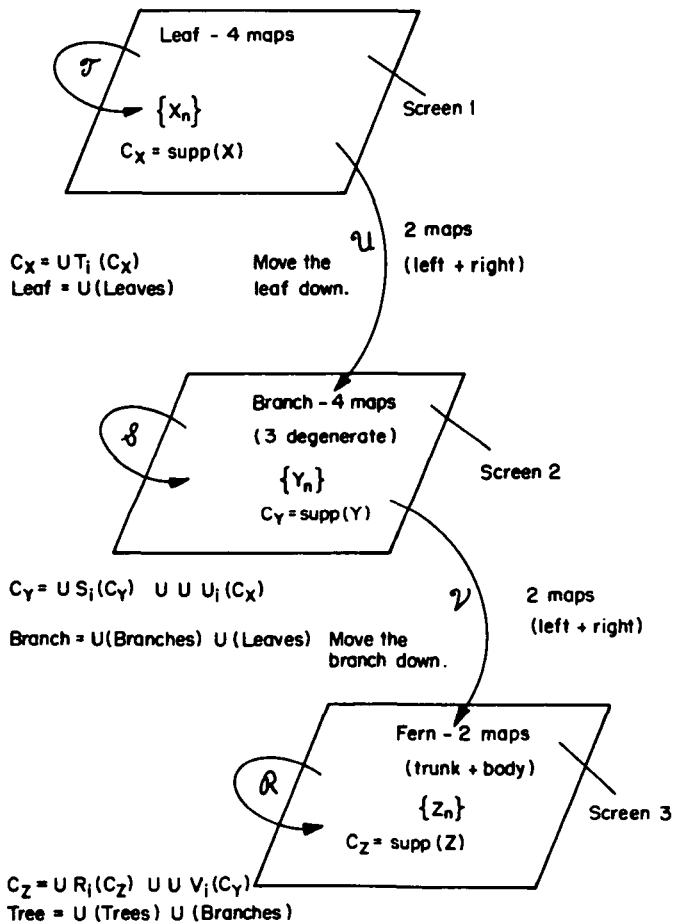 Leaf - 4 maps
𝒯
{Xn}
Screen 1
CX = supp(X)
𝒰
2 maps
(left + right)
CX = U Ti (CX)
Move the
Leaf = U (Leaves)
leaf down.
Branch - 4 maps
(3 degenerate)
𝒮
{Yn}
Screen 2
CY = supp(Y)
CY = U Si (CY) U U Ui (CX)
𝒱
2 maps
(left + right)
Branch = U (Branches) U (Leaves)
Move the
branch down.
Fern - 2 maps
(trunk + body)
ℛ
{Zn}
Screen 3
CZ = supp (Z)
CZ = U Ri (CZ) U U Vi (CY)
Tree = U (Trees) U (Branches)